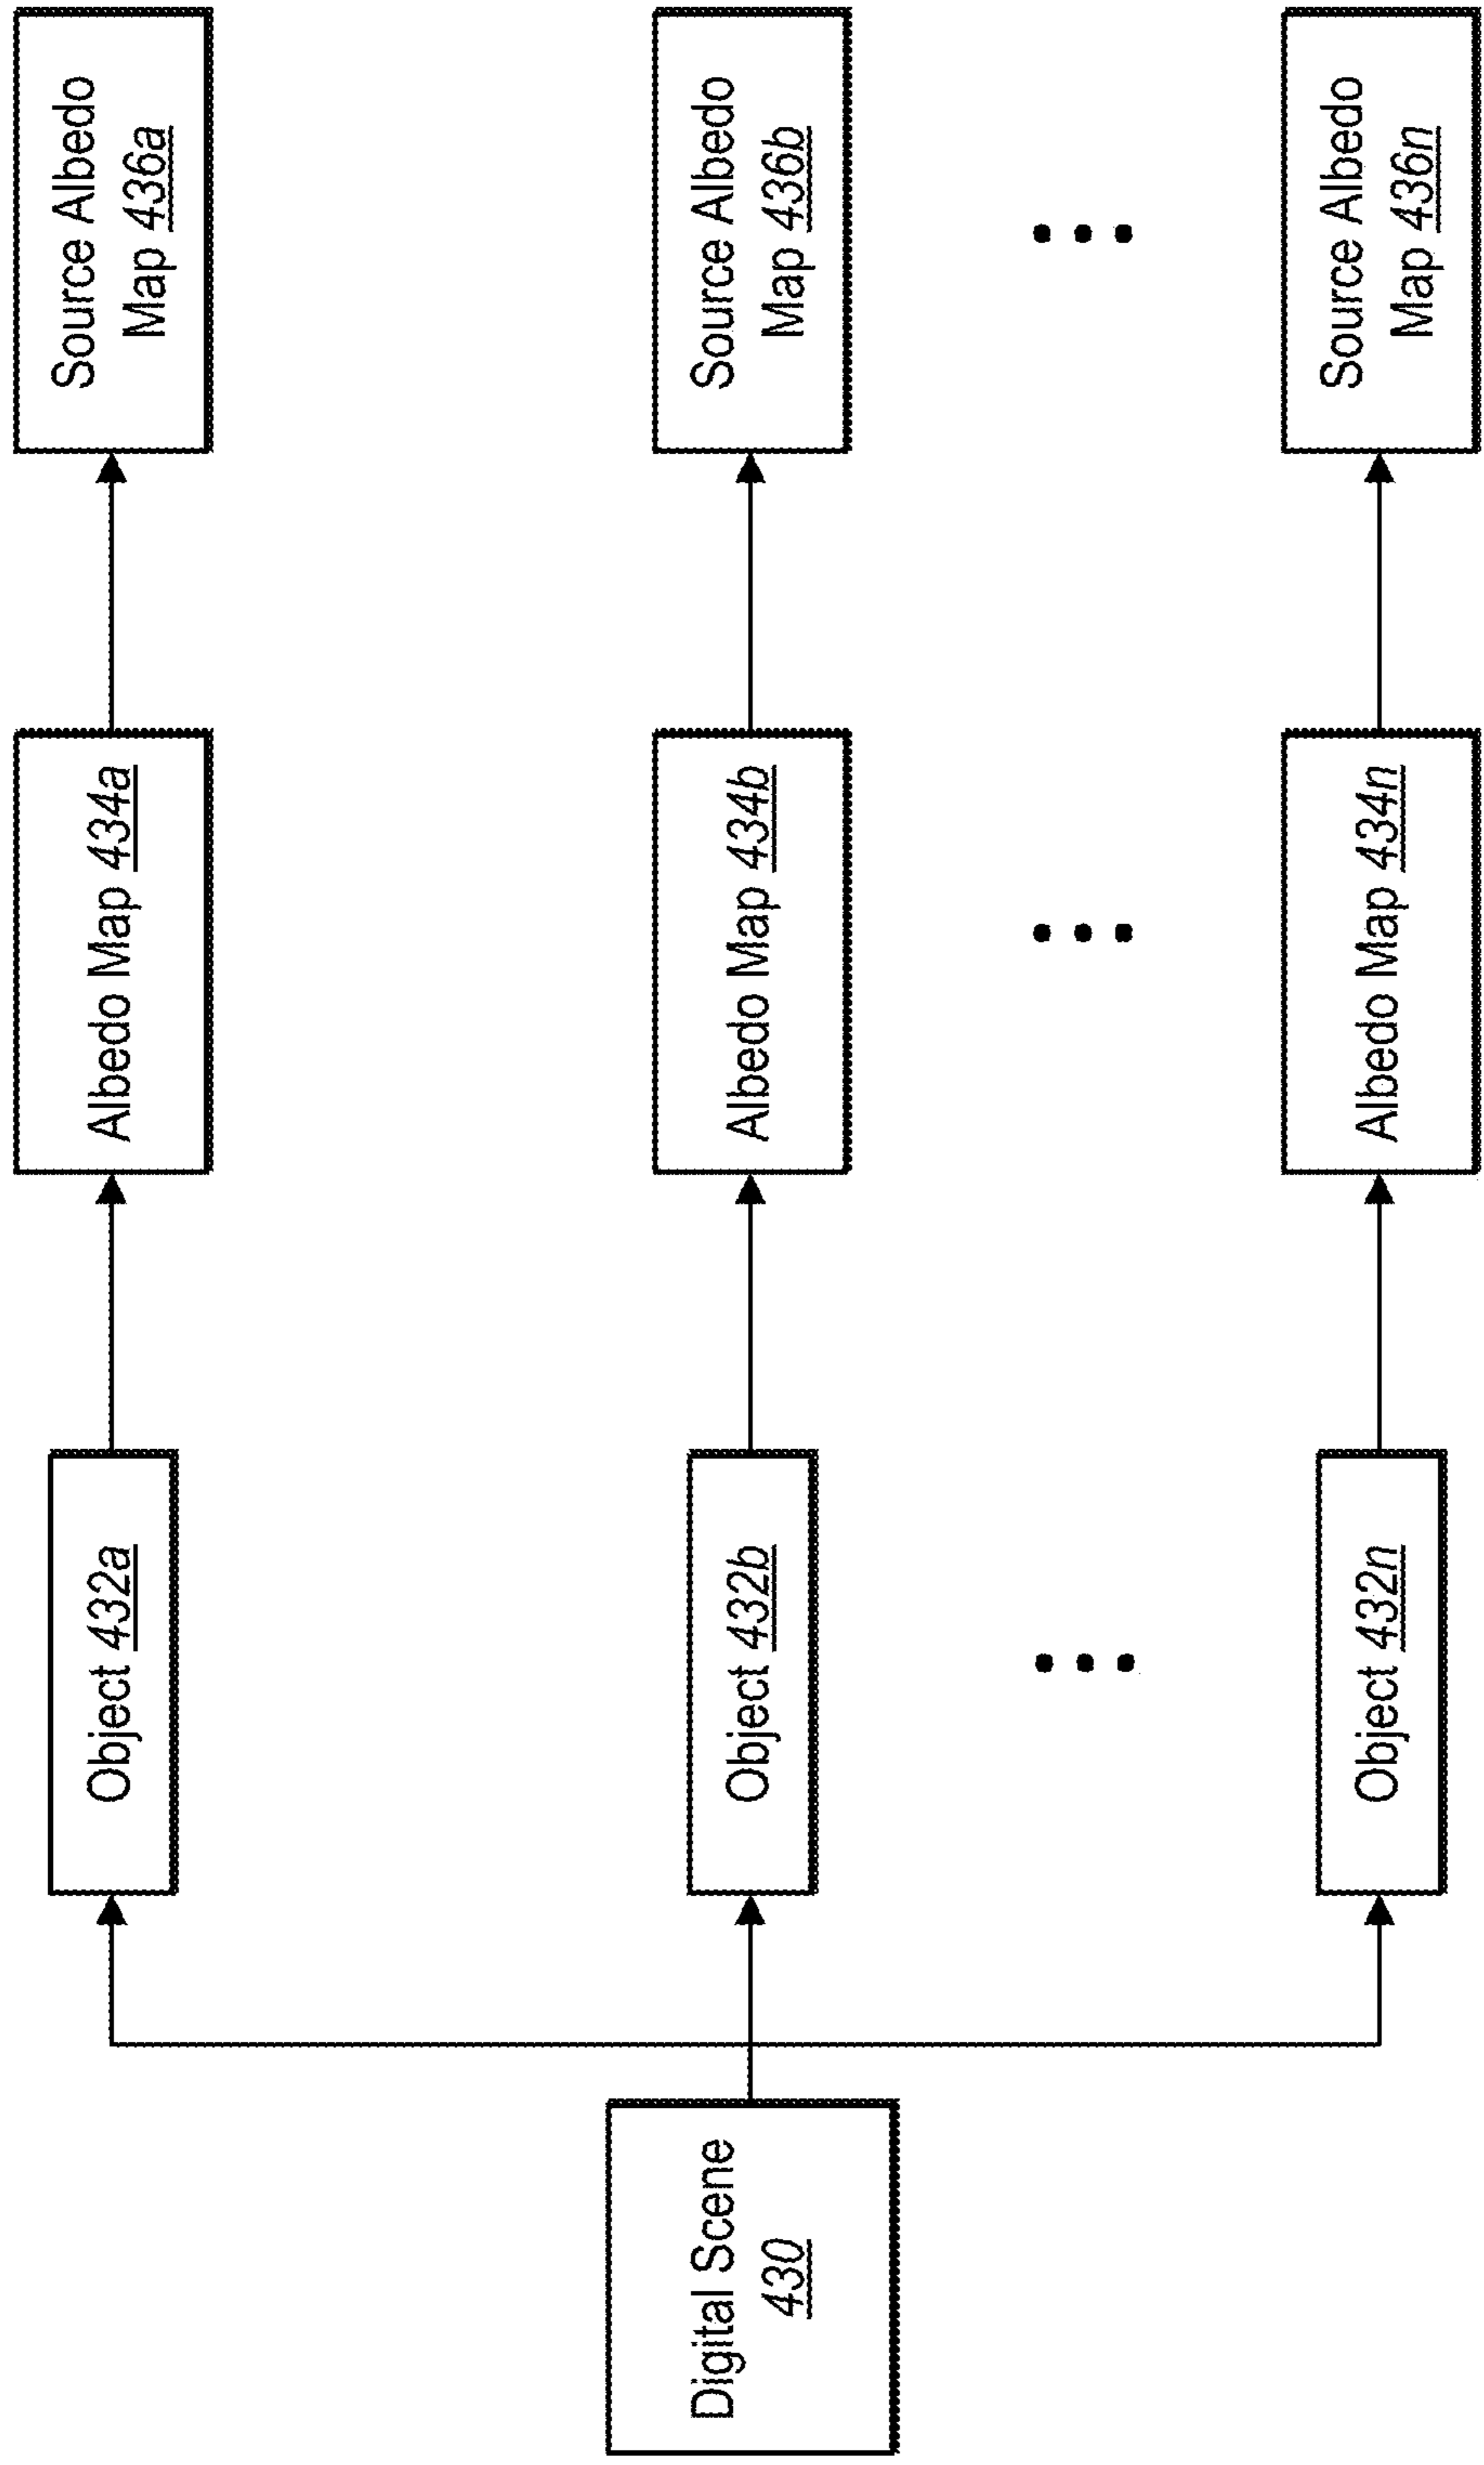 Digital Scene
430
Object 432a
Albedo Map 434a
Source Albedo
Map 436a
Object 432b
Albedo Map 434b
Source Albedo
Map 436b
Object 432n
Albedo Map 434n
Source Albedo
Map 436n